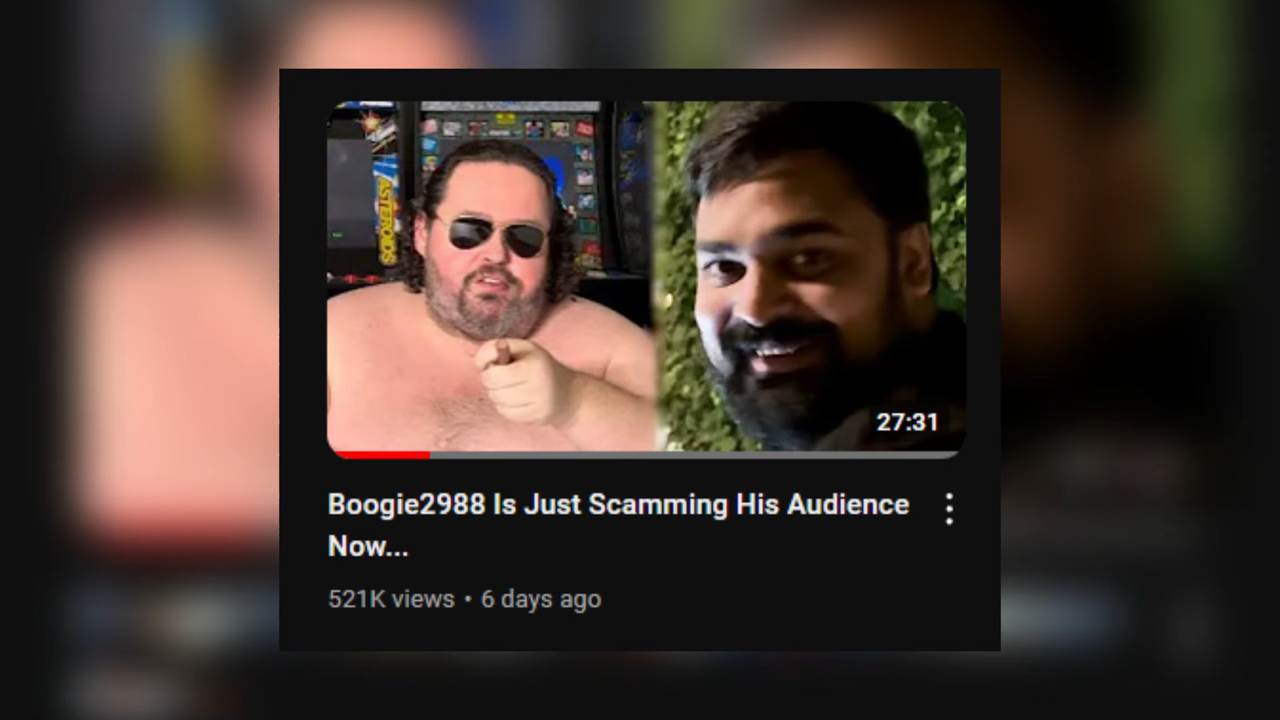 ASTEROIDS
27:31
Boogie2988 Is Just Scamming His Audience
Now...
521K views • 6 days ago